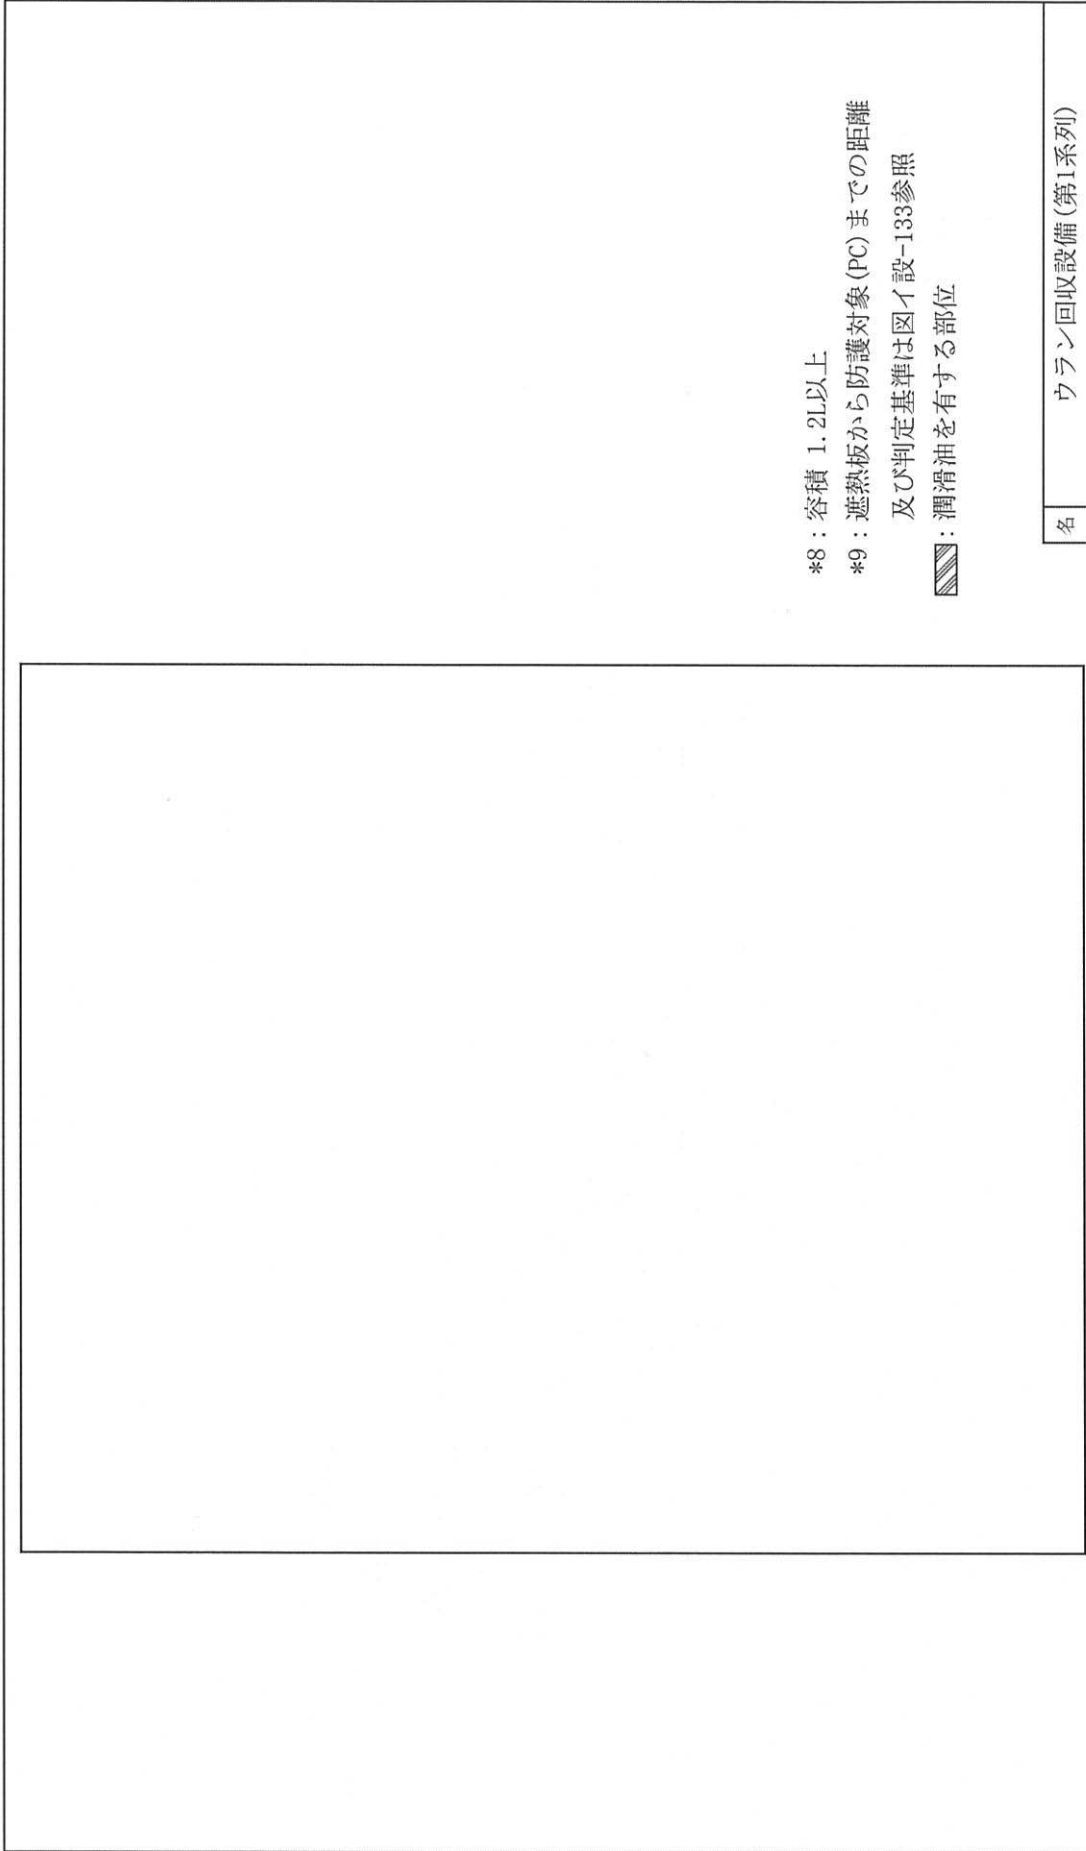 *8：容積 1.2L以上
*9：遮熱板から防護対象(PC)までの距離
及び判定基準は図イ設-133参照
：潤滑油を有する部位
名
ウラン回収設備(第1系列)